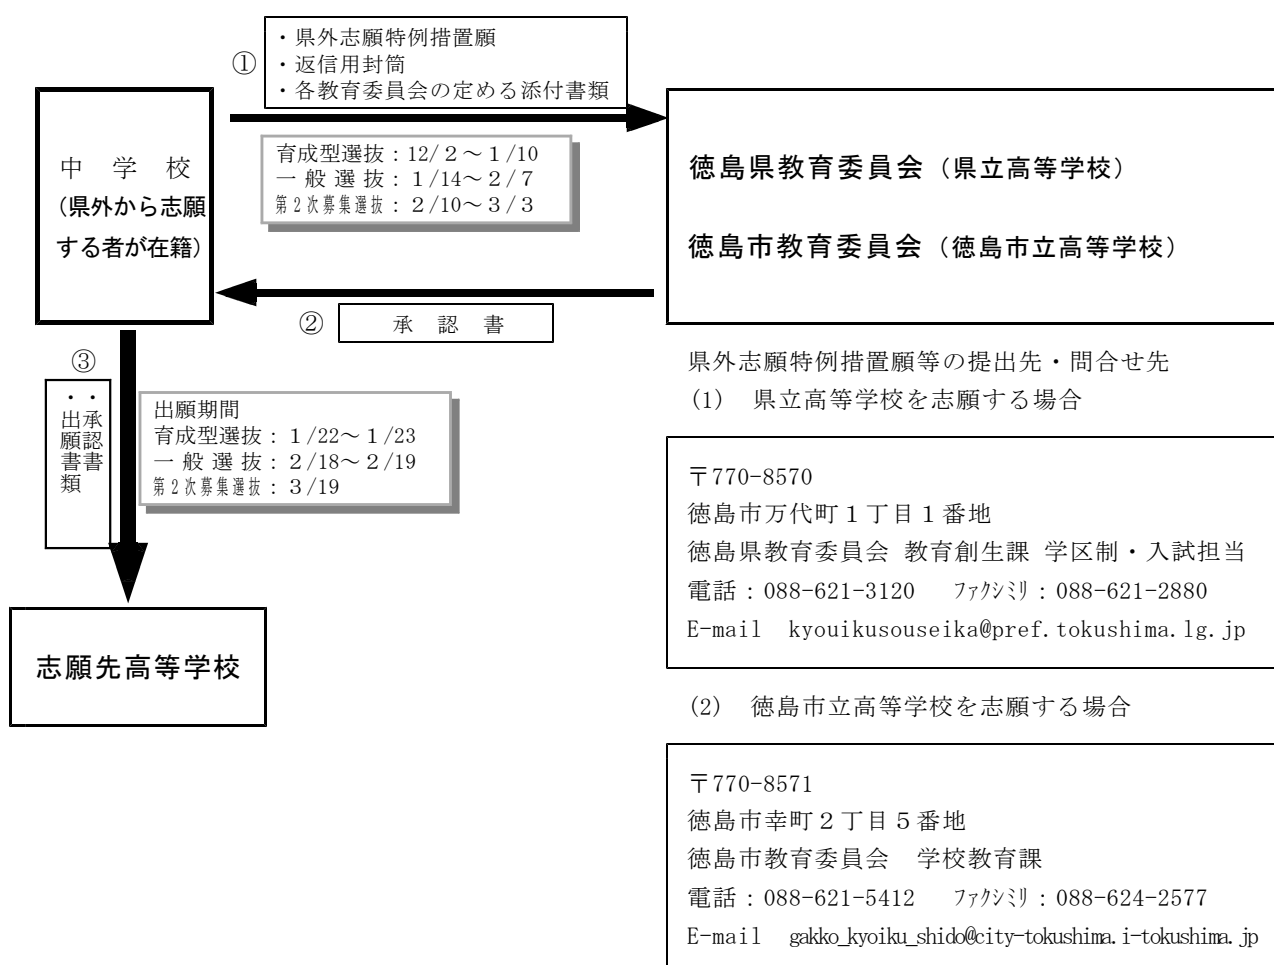 ①
・県外志願特例措置願
・返信用封筒
・各教育委員会の定める添付書類
中　学　校
（県外から志願
する者が在籍）
育成型選抜：12/２～１/10
一 般 選 抜：１/14～２/７
第２次募集選抜：２/10～３/３
徳島県教育委員会（県立高等学校）
徳島市教育委員会（徳島市立高等学校）
②
承　認　書
③
・承認書
・出願書類
出願期間
育成型選抜：１/22～１/23
一 般 選 抜：２/18～２/19
第２次募集選抜：３/19
志願先高等学校
県外志願特例措置願等の提出先・問合せ先
(1)　県立高等学校を志願する場合
〒770-8570
徳島市万代町１丁目１番地
徳島県教育委員会 教育創生課 学区制・入試担当
電話：088-621-3120　ﾌｧｸｼﾐﾘ：088-621-2880
E-mail　kyouikusouseika@pref.tokushima.lg.jp
(2)　徳島市立高等学校を志願する場合
〒770-8571
徳島市幸町２丁目５番地
徳島市教育委員会　学校教育課
電話：088-621-5412　ﾌｧｸｼﾐﾘ：088-624-2577
E-mail　gakko_kyoiku_shido@city-tokushima.i-tokushima.jp